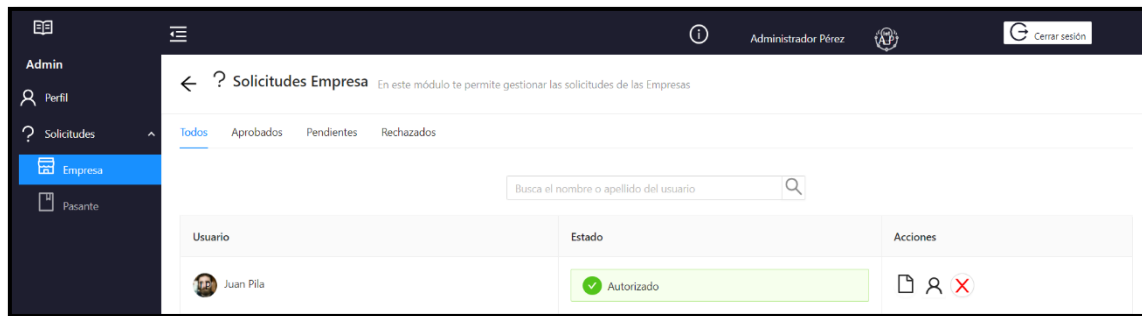 Administrador Pérez
Cerrar sesión
Admin
Perfil
Solicitudes
Empresa
Pasante
Solicitudes Empresa En este módulo te permite gestionar las solicitudes de las Empresas
Todos Aprobados Pendientes Rechazados
Busca el nombre o apellido del usuario
Usuario Estado Acciones
Juan Pila Autorizado